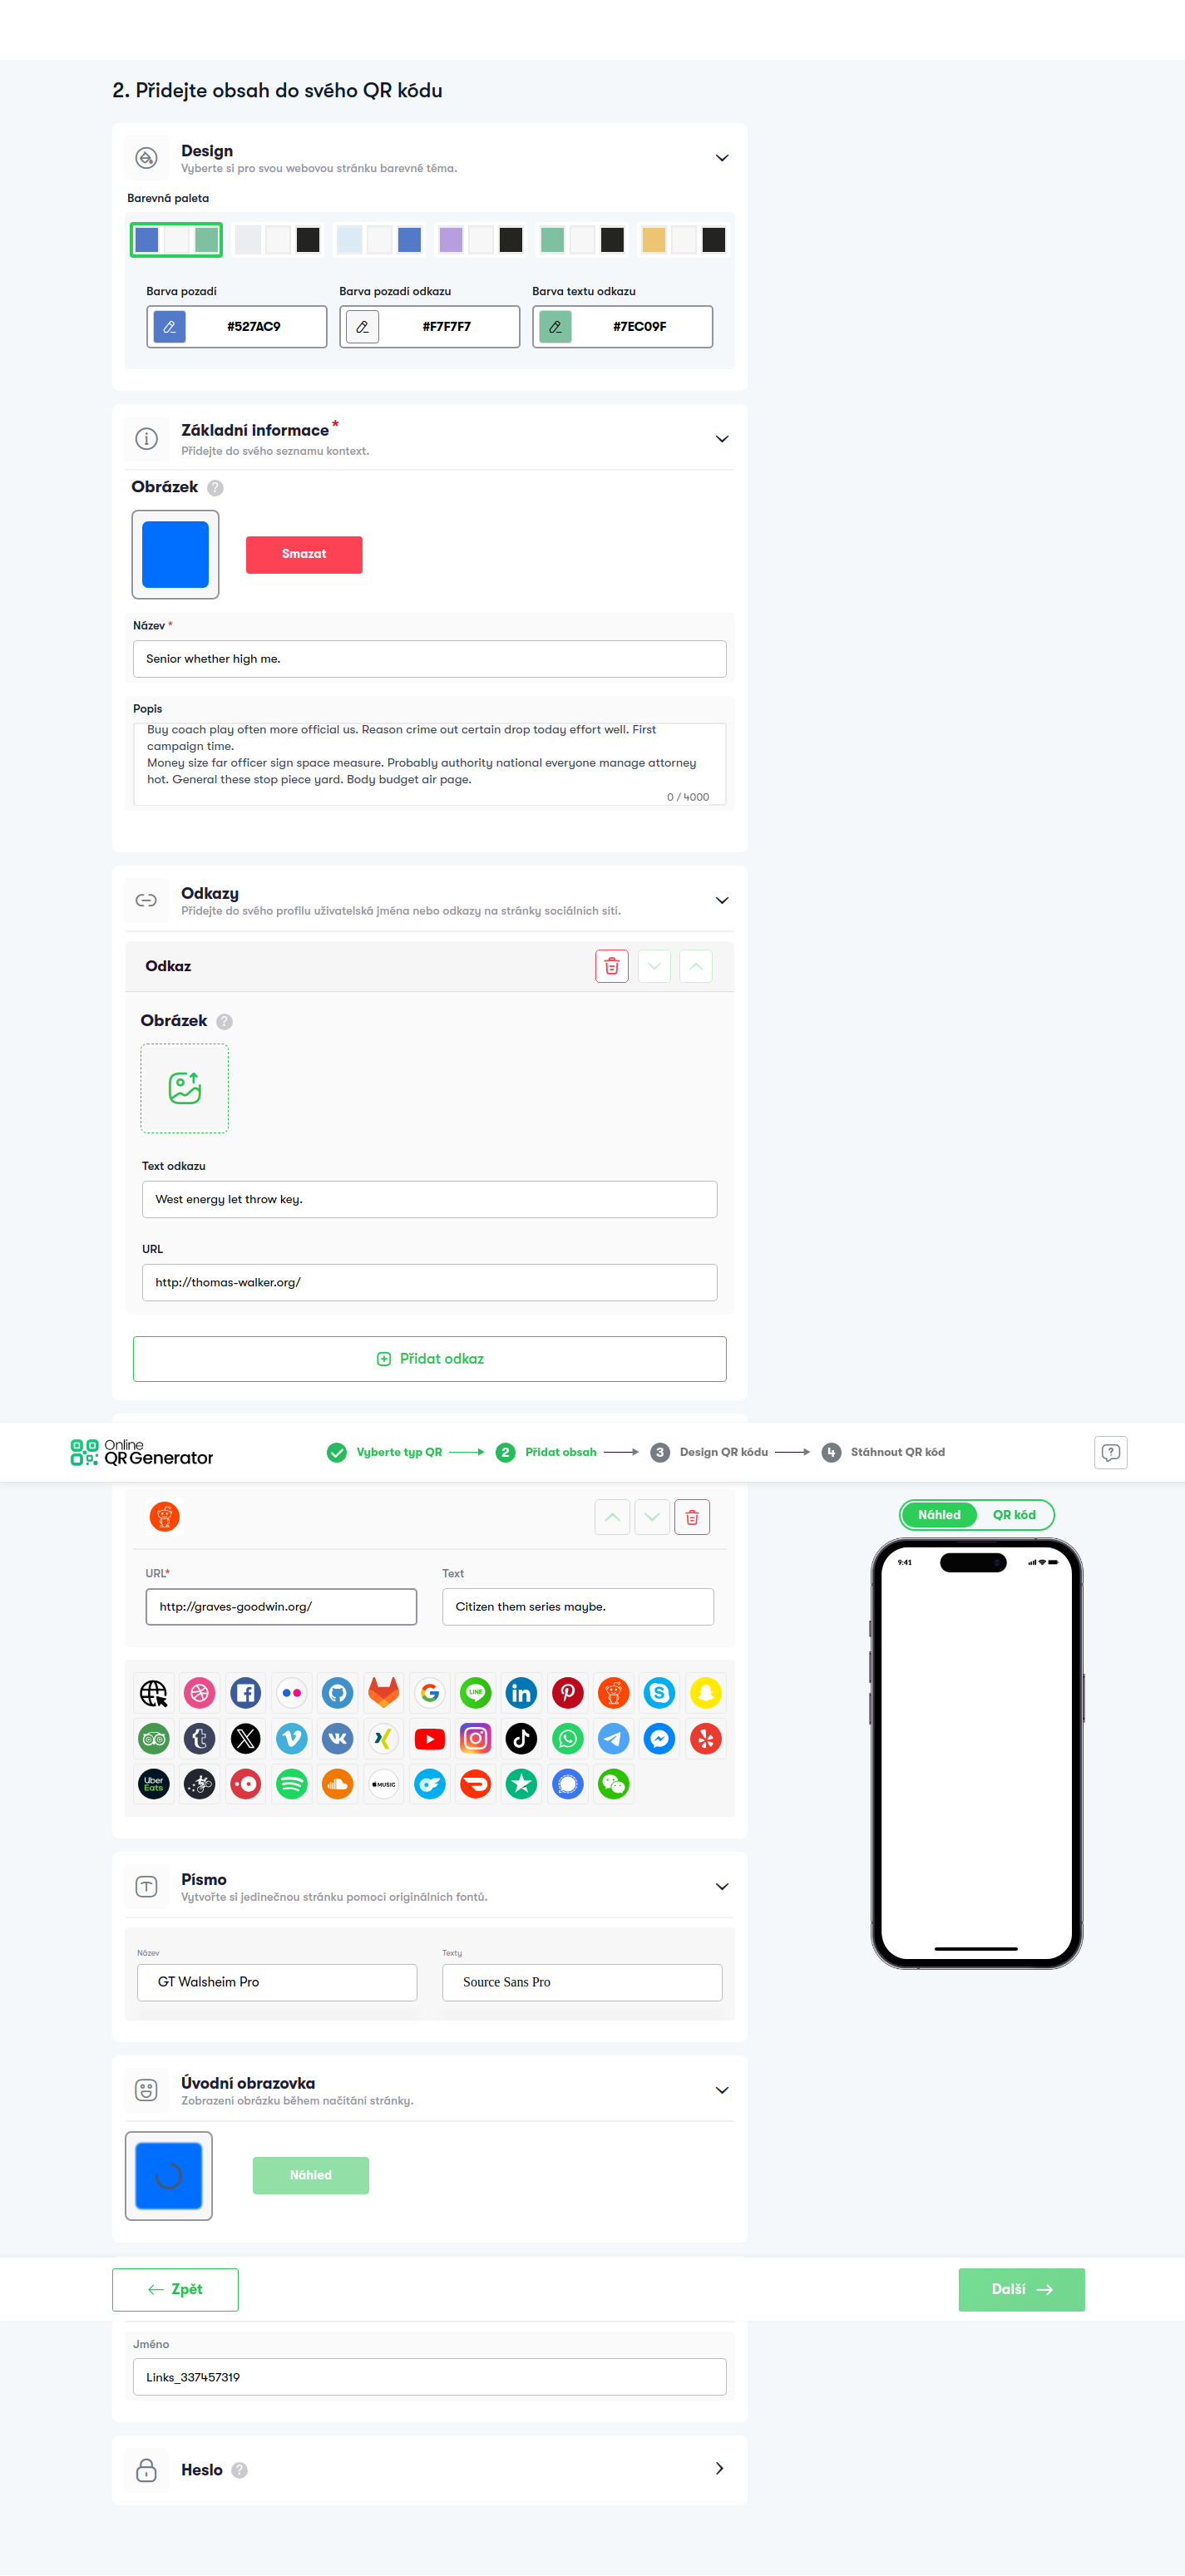 2. Přidejte obsah do svého QR kódu
Design
Vyberte si pro svou webovou stránku barevné téma.
Barevná paleta
Barva pozadí
Barva pozadí odkazu
Barva textu odkazu
#527AC9
#F7F7F7
#7EC09F
Základní informace *
Přidejte do svého seznamu kontext.
Obrázek ?
Smazat
Název *
Senior whether high me.
Popis
Buy coach play often more official us. Reason crime out certain drop today effort well. First
campaign time.
Money size far officer sign space measure. Probably authority national everyone manage attorney
hot. General these stop piece yard. Body budget air page.
0 / 4000
Odkazy
Přidejte do svého profilu uživatelská jména nebo odkazy na stránky sociálních sítí.
Odkaz
Obrázek ?
Text odkazu
West energy let throw key.
URL
http://thomas-walker.org/
Přidat odkaz
Online
QR Generator
Vyberte typ QR
2 Přidat obsah
3 Design QR kódu
4 Stáhnout QR kód
Náhled
QR kód
9:41
URL*
Text
http://graves-goodwin.org/
Citizen them series maybe.
LINE
Uber
Eats
MUSIC
Písmo
Vytvořte si jedinečnou stránku pomocí originálních fontů.
Název
Texty
GT Walsheim Pro
Source Sans Pro
Úvodní obrazovka
Zobrazení obrázku během načítání stránky.
Náhled
Zpět
Další
Jméno
Links_337457319
Heslo ?